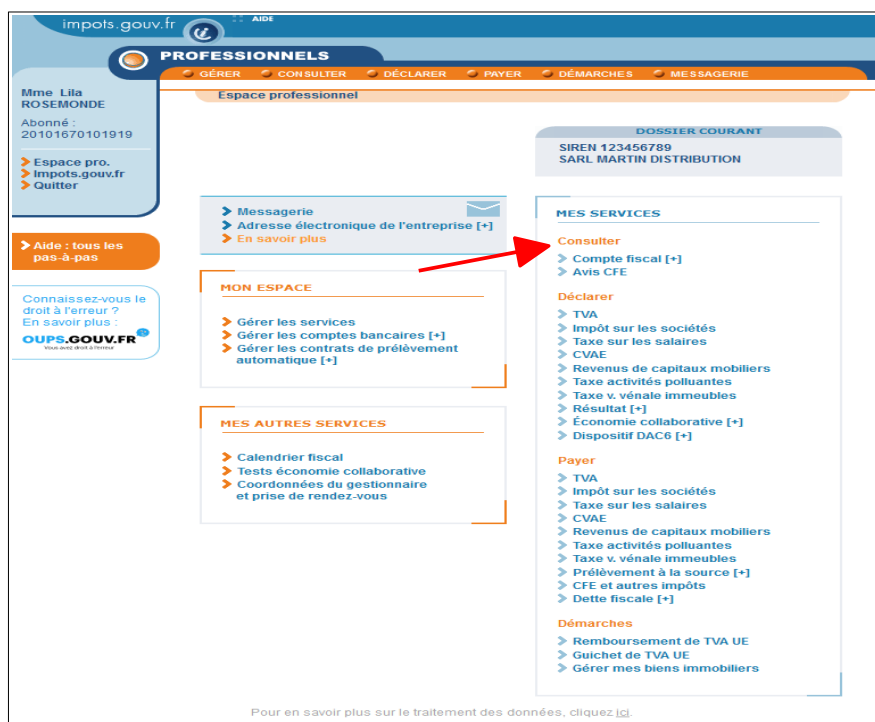 impots.gouv.fr
AIDE
PROFESSIONNELS
GÉRER CONSULTER DÉCLARER PAYER DÉMARCHES MESSAGERIE
Mme Lila
ROSEMONDE
Abonné :
20101670101919
Espace pro.
Impots.gouv.fr
Quitter
Aide : tous les
pas-à-pas
Connaissez-vous le
droit à l'erreur ?
En savoir plus :
OUPS.GOUV.FR
Vous avez droit à l'erreur
Espace professionnel
DOSSIER COURANT
SIREN 123456789
SARL MARTIN DISTRIBUTION
Messagerie
Adresse électronique de l'entreprise [+]
En savoir plus
MON ESPACE
Gérer les services
Gérer les comptes bancaires [+]
Gérer les contrats de prélèvement
automatique [+]
MES AUTRES SERVICES
Calendrier fiscal
Tests économie collaborative
Coordonnées du gestionnaire
et prise de rendez-vous
MES SERVICES
Consulter
Compte fiscal [+]
Avis CFE
Déclarer
TVA
Impôt sur les sociétés
Taxe sur les salaires
CVAE
Revenus de capitaux mobiliers
Taxe activités polluantes
Taxe v. vénale immeubles
Résultat [+]
Économie collaborative [+]
Dispositif DAC6 [+]
Payer
TVA
Impôt sur les sociétés
Taxe sur les salaires
CVAE
Revenus de capitaux mobiliers
Taxe activités polluantes
Taxe v. vénale immeubles
Prélèvement à la source [+]
CFE et autres impôts
Dette fiscale [+]
Démarches
Remboursement de TVA UE
Guichet de TVA UE
Gérer mes biens immobiliers
Pour en savoir plus sur le traitement des données, cliquez ici.